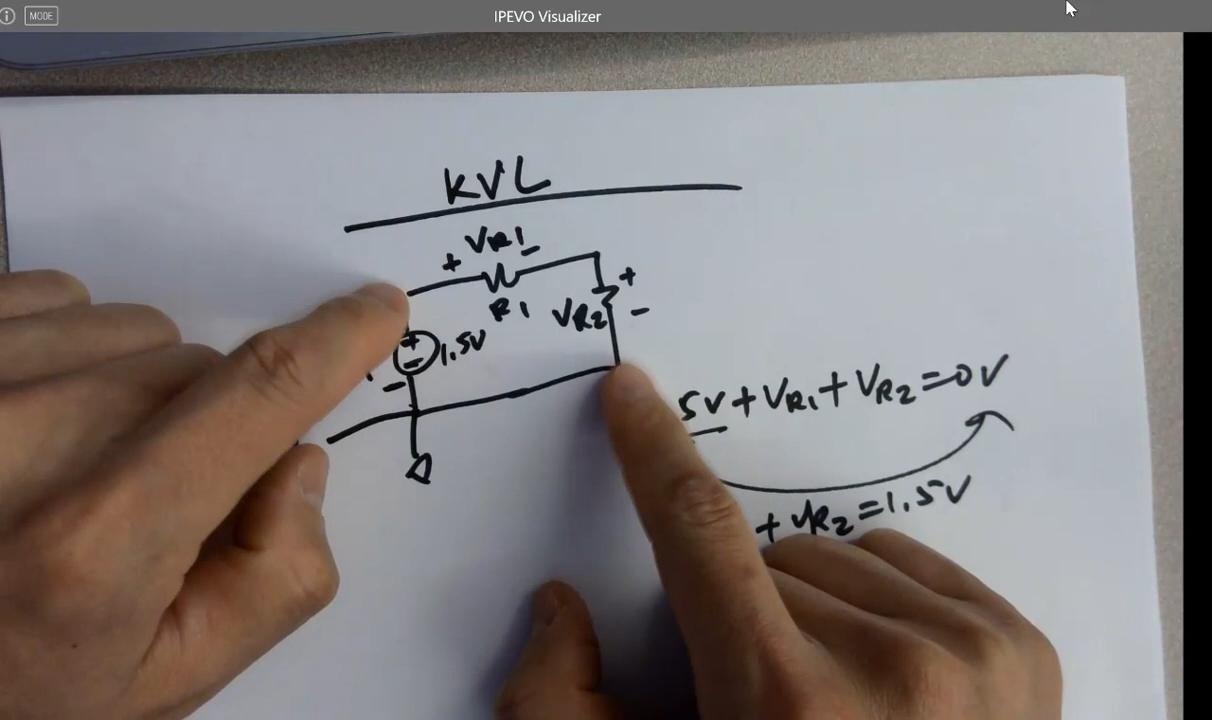 MODE
IPEVO Visualizer
KVL
+ VR1 -
R1
VR2
+
-
+
-
1.5V
-
5V + VR1 + VR2 = 0V
+ VR2 = 1.5V